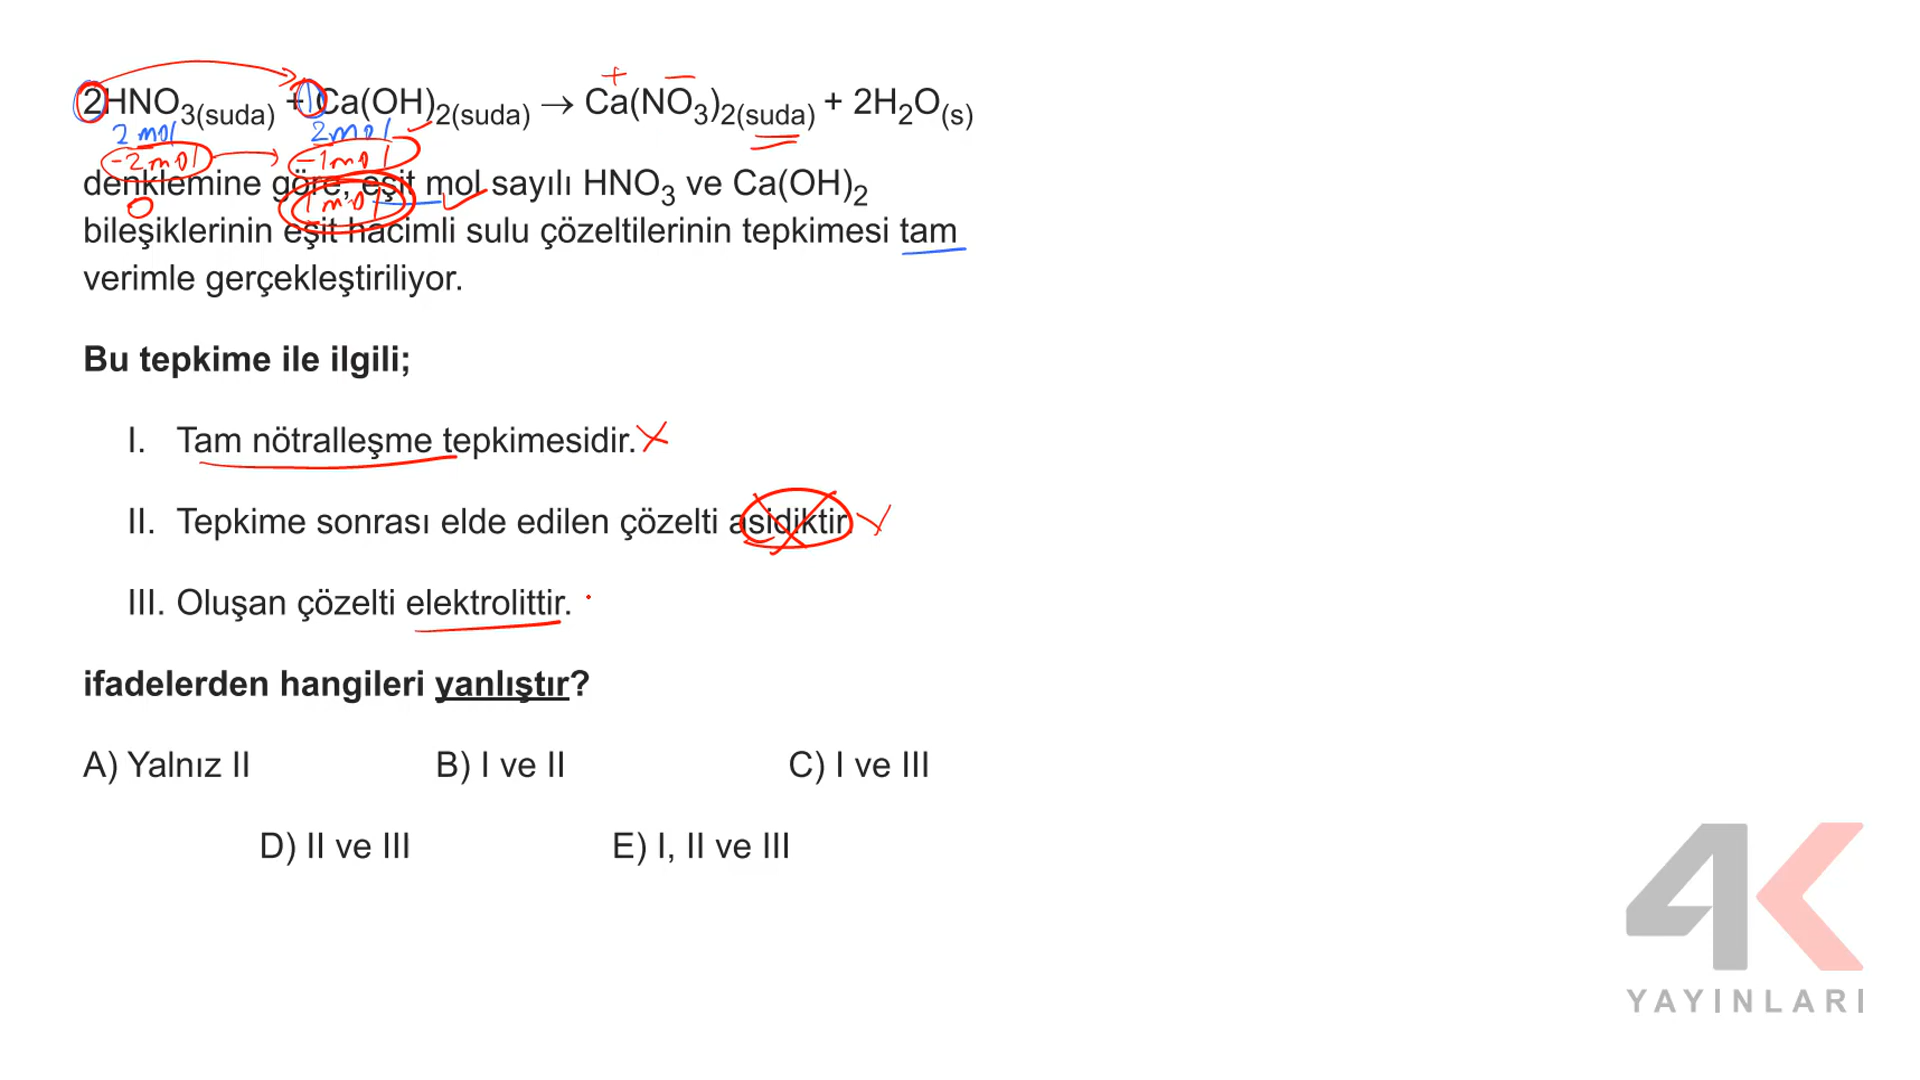 2HNO3(suda) + 1Ca(OH)2(suda) → Ca(NO3)2(suda) + 2H2O(s)
+ −
2 mol 2 mol
-2 mol -1 mol
denklemine göre, eşit mol sayılı HNO3 ve Ca(OH)2
0 1 mol
bileşiklerinin eşit hacimli sulu çözeltilerinin tepkimesi tam
verimle gerçekleştiriliyor.
Bu tepkime ile ilgili;
I. Tam nötralleşme tepkimesidir.
II. Tepkime sonrası elde edilen çözelti asidiktir.
III. Oluşan çözelti elektrolittir.
ifadelerden hangileri yanlıştır?
A) Yalnız II B) I ve II C) I ve III
D) II ve III E) I, II ve III
4K
YAYINLARI